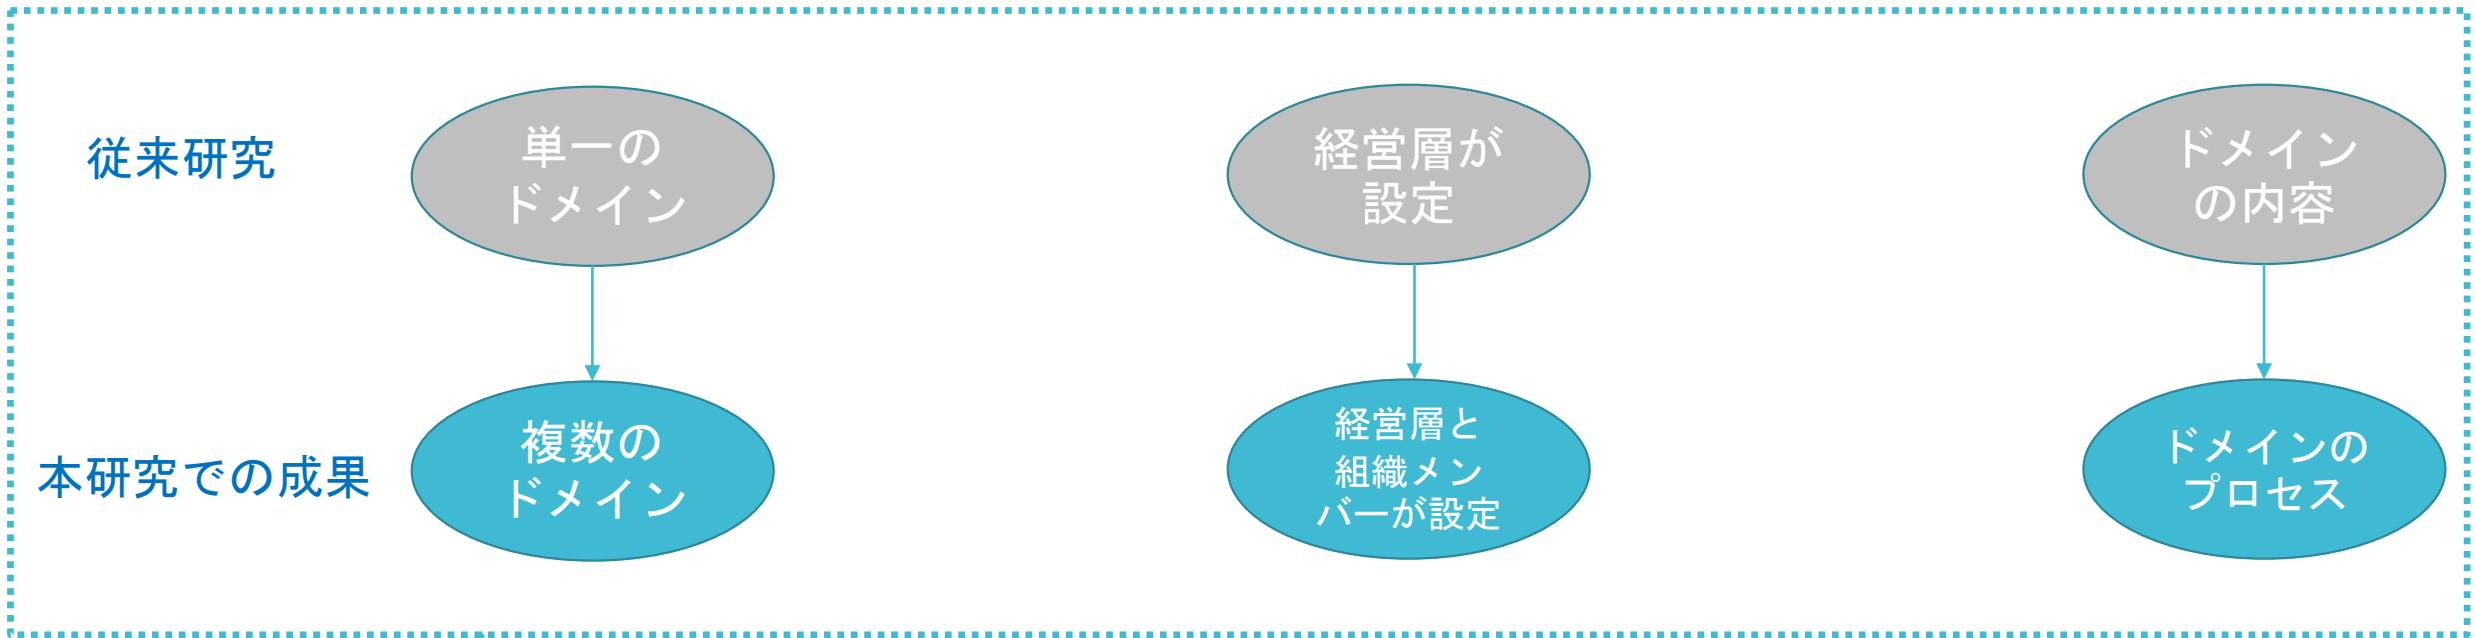 従来研究
単一の
ドメイン
経営層が
設定
ドメイン
の内容
本研究での成果
複数の
ドメイン
経営層と
組織メン
バーが設定
ドメインの
プロセス